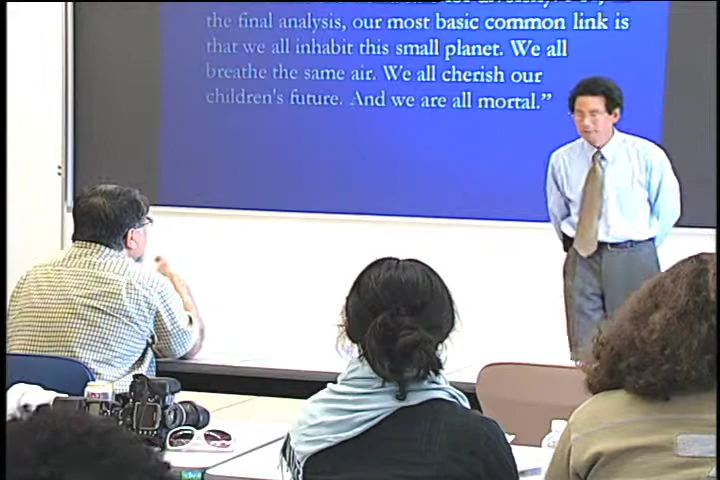 the final analysis, our most basic common link is
that we all inhabit this small planet. We all
breathe the same air. We all cherish our
children's future. And we are all mortal.”